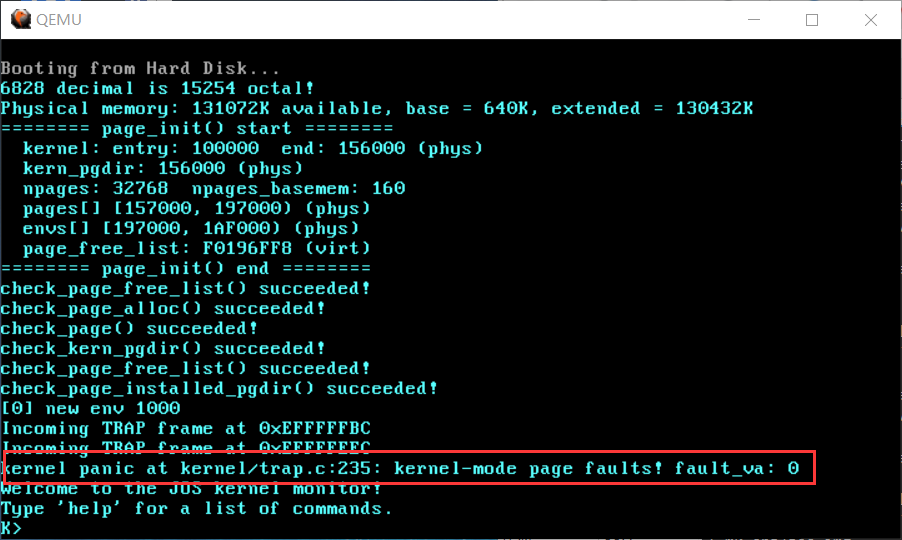 QEMU
Booting from Hard Disk...
6828 decimal is 15254 octal!
Physical memory: 131072K available, base = 640K, extended = 130432K
======== page_init() start ========
kernel: entry: 100000 end: 156000 (phys)
kern_pgdir: 156000 (phys)
npages: 32768 npages_basemem: 160
pages[] [157000, 197000) (phys)
envs[] [197000, 1AF000) (phys)
page_free_list: F0196FF8 (virt)
======== page_init() end ========
check_page_free_list() succeeded!
check_page_alloc() succeeded!
check_page() succeeded!
check_kern_pgdir() succeeded!
check_page_free_list() succeeded!
check_page_installed_pgdir() succeeded!
[0] new env 1000
Incoming TRAP frame at 0xEFFFFFBC
Incoming TRAP frame at
kernel panic at kernel/trap.c:235: kernel-mode page faults! fault_va: 0
Welcome to the JOS kernel monitor!
Type 'help' for a list of commands.
K>